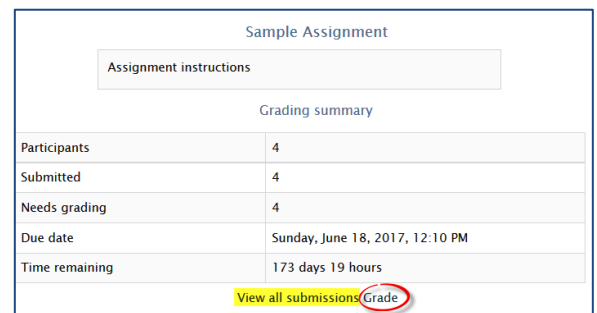 Sample Assignment
Assignment instructions
Grading summary
Participants 4
Submitted 4
Needs grading 4
Due date Sunday, June 18, 2017, 12:10 PM
Time remaining 173 days 19 hours
View all submissions Grade